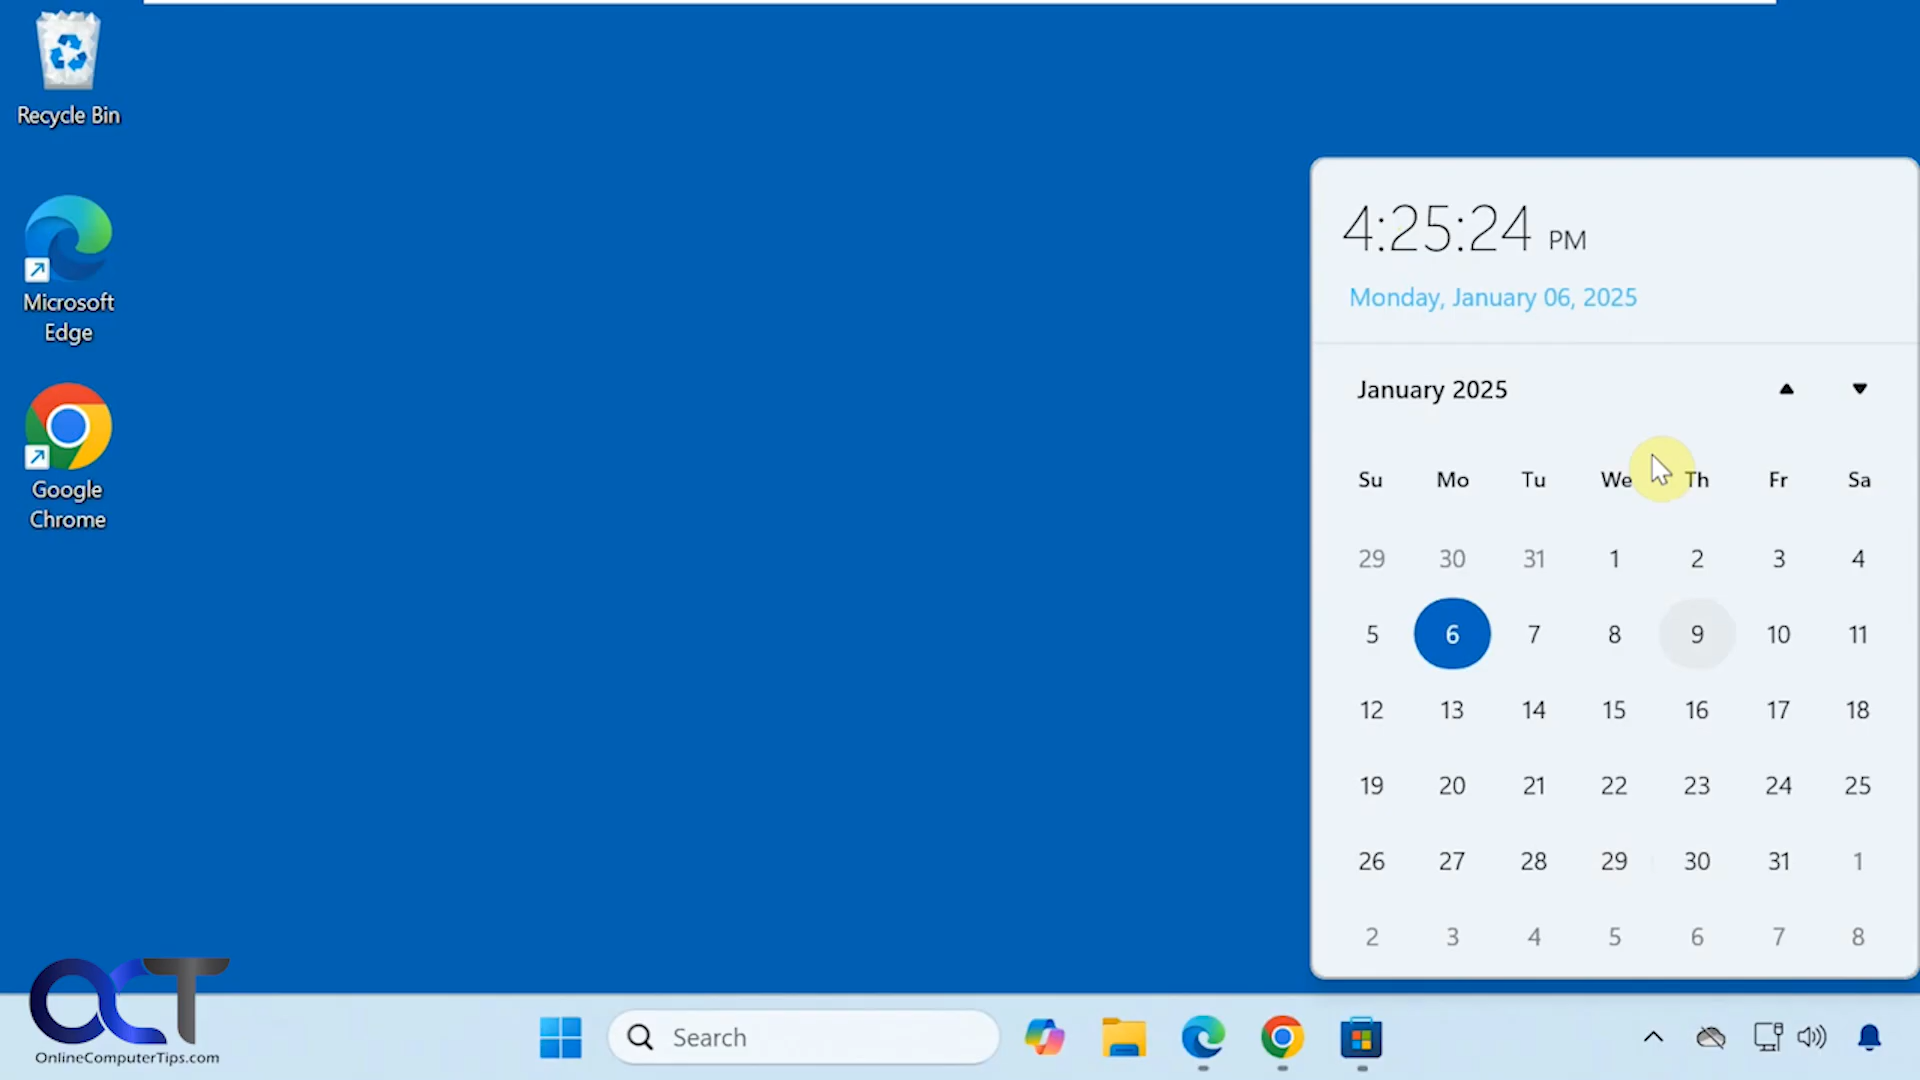 Recycle Bin
Microsoft
Edge
Google
Chrome
4:25:24 PM
Monday, January 06, 2025
January 2025
Su Mo Tu We Th Fr Sa
29 30 31 1 2 3 4
5 6 7 8 9 10 11
12 13 14 15 16 17 18
19 20 21 22 23 24 25
26 27 28 29 30 31 1
2 3 4 5 6 7 8
OCT
OnlineComputerTips.com
Search